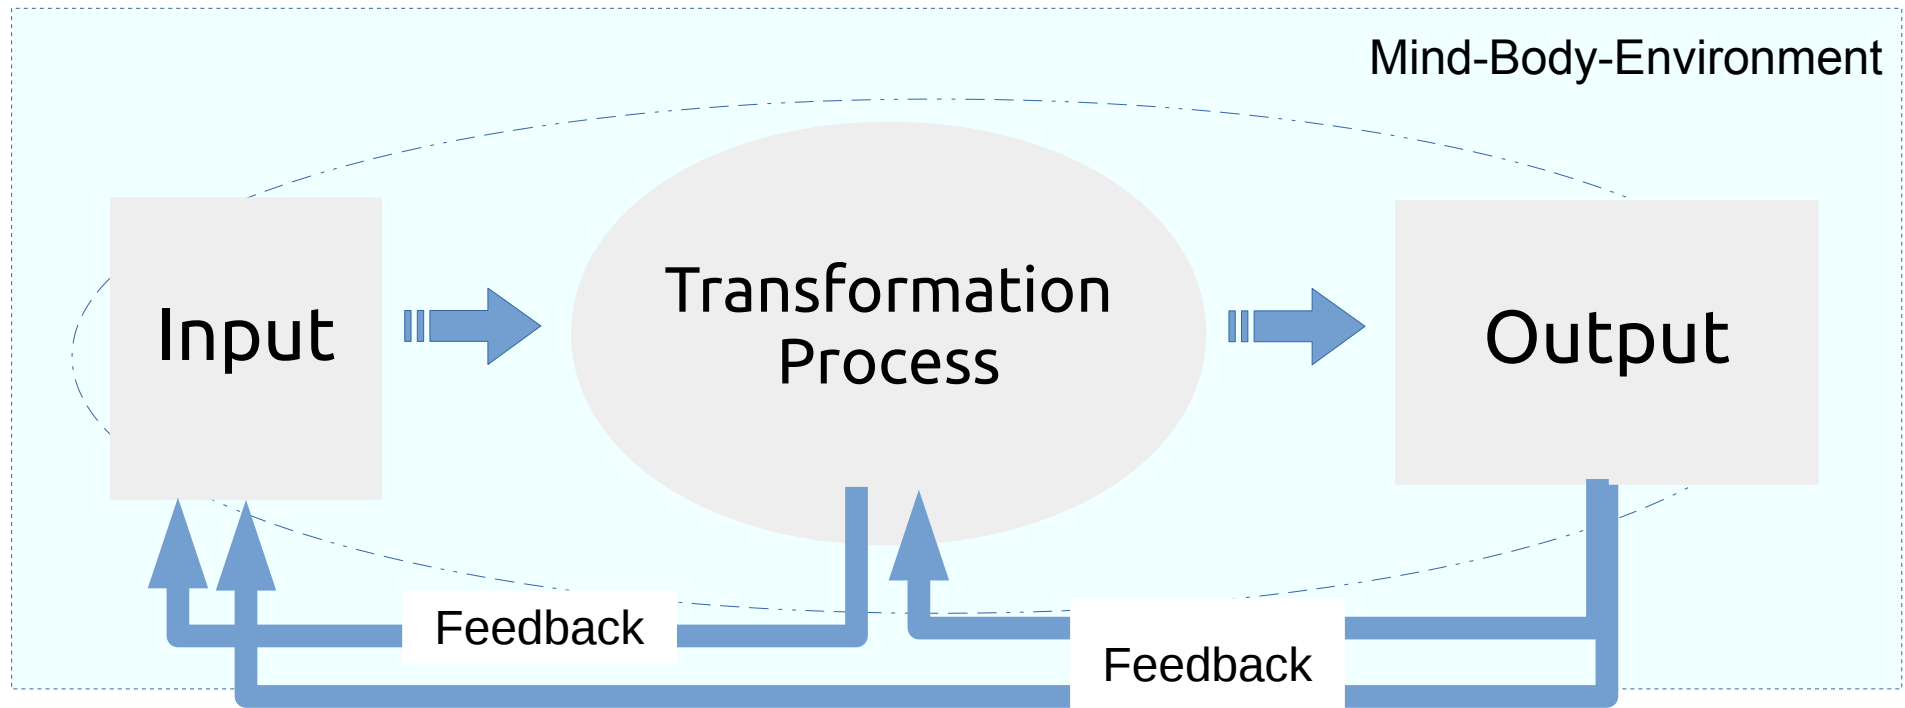 Mind-Body-Environment
Input
Transformation
Process
Output
Feedback
Feedback